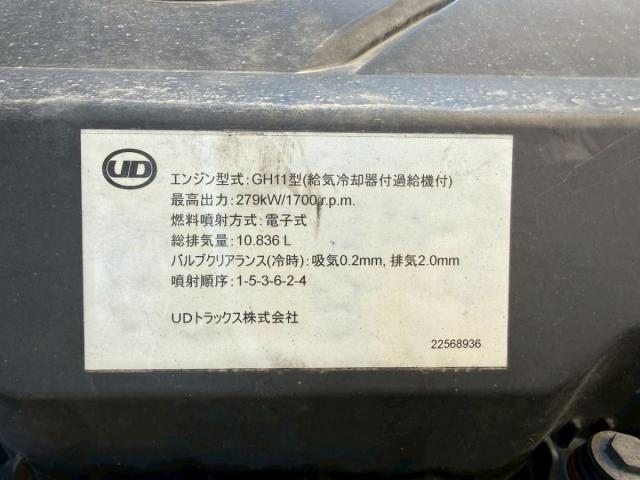 UD
エンジン型式:GH11型(給気冷却器付過給機付)
最高出力:279kW/1700r.p.m.
燃料噴射方式:電子式
総排気量:10.836L
バルブクリアランス(冷時):吸気0.2mm, 排気2.0mm
噴射順序:1-5-3-6-2-4
UDトラックス株式会社
22568936